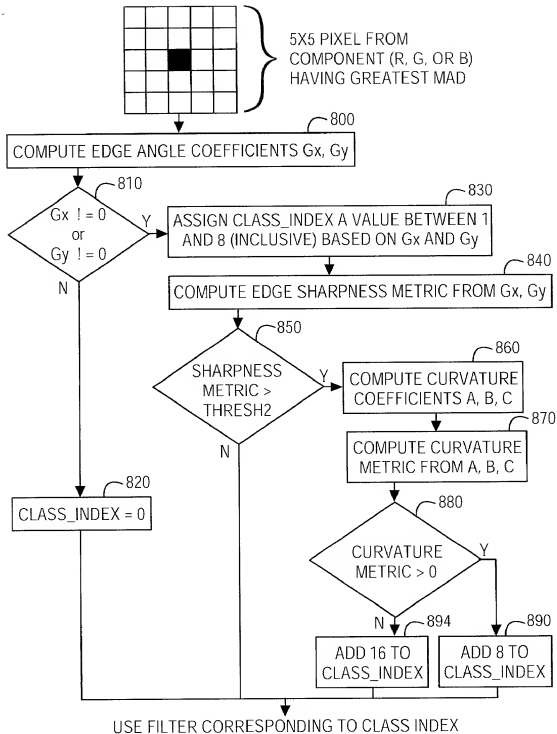 5X5 PIXEL FROM
COMPONENT (R, G, OR B)
HAVING GREATEST MAD
800
COMPUTE EDGE ANGLE COEFFICIENTS Gx, Gy
810
Gx != 0
or
Gy != 0
Y
N
830
ASSIGN CLASS_INDEX A VALUE BETWEEN 1
AND 8 (INCLUSIVE) BASED ON Gx AND Gy
840
COMPUTE EDGE SHARPNESS METRIC FROM Gx, Gy
850
SHARPNESS
METRIC >
THRESH2
Y
N
860
COMPUTE CURVATURE
COEFFICIENTS A, B, C
870
COMPUTE CURVATURE
METRIC FROM A, B, C
820
CLASS_INDEX = 0
880
CURVATURE
METRIC > 0
Y
N
894
ADD 16 TO
CLASS_INDEX
890
ADD 8 TO
CLASS_INDEX
USE FILTER CORRESPONDING TO CLASS INDEX